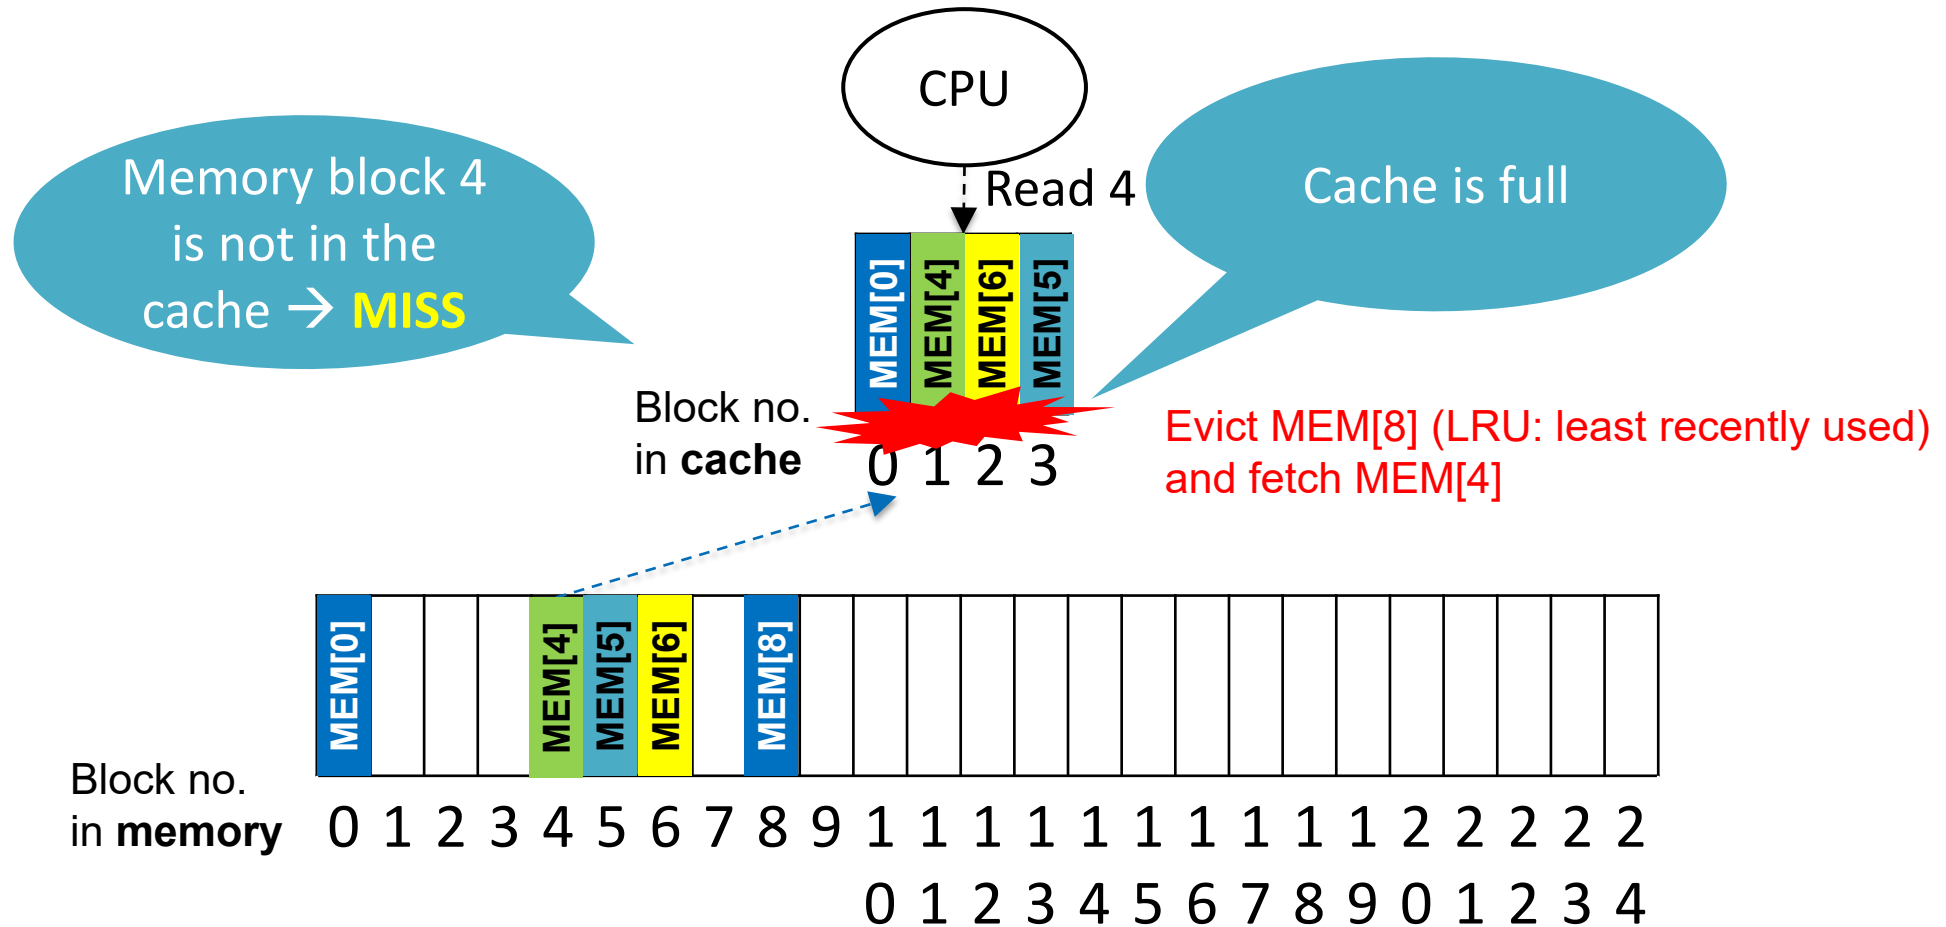 CPU
Memory block 4
is not in the
cache → MISS
Read 4
Cache is full
MEM[0] MEM[4] MEM[6] MEM[5]
Block no.
in cache
0 1 2 3
Evict MEM[8] (LRU: least recently used)
and fetch MEM[4]
MEM[0] MEM[4] MEM[5] MEM[6] MEM[8]
Block no.
in memory
0 1 2 3 4 5 6 7 8 9 1 1 1 1 1 1 1 1 1 1 2 2 2 2 2
0 1 2 3 4 5 6 7 8 9 0 1 2 3 4